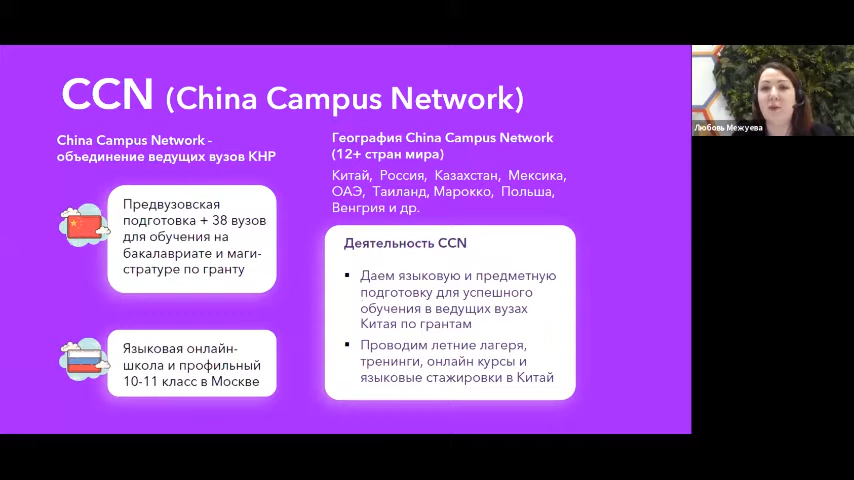 CCN (China Campus Network)
China Campus Network –
объединение ведущих вузов КНР
Предвузовская
подготовка + 38 вузов
для обучения на
бакалавриате и маги-
стратуре по гранту
Языковая онлайн-
школа и профильный
10-11 класс в Москве
География China Campus Network
(12+ стран мира)
Китай, Россия, Казахстан, Мексика,
ОАЭ, Таиланд, Марокко, Польша,
Венгрия и др.
Деятельность CCN
▪ Даем языковую и предметную
подготовку для успешного
обучения в ведущих вузах
Китая по грантам
▪ Проводим летние лагеря,
тренинги, онлайн курсы и
языковые стажировки в Китай
Любовь Межуева